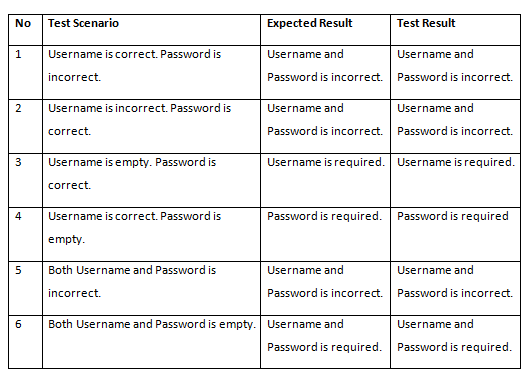 No Test Scenario Expected Result Test Result
1 Username is correct. Password is Username and Username and
incorrect. Password is incorrect. Password is incorrect.
2 Username is incorrect. Password is Username and Username and
correct. Password is incorrect. Password is incorrect.
3 Username is empty. Password is Username is required. Username is required.
correct.
4 Username is correct. Password is Password is required. Password is required
empty.
5 Both Username and Password is Username and Username and
incorrect. Password is incorrect. Password is incorrect.
6 Both Username and Password is empty. Username and Username and
Password is required. Password is required.